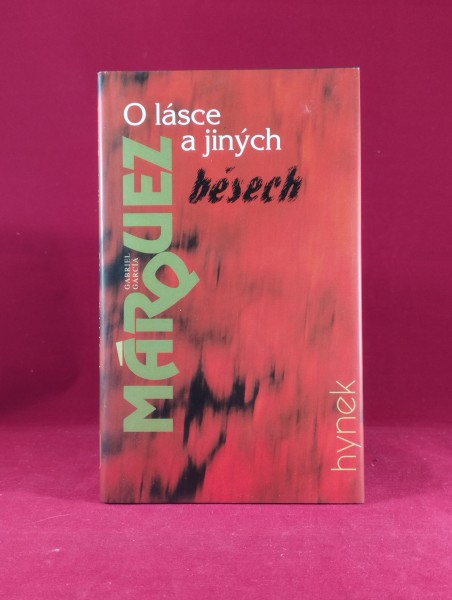 O lásce
a jiných
běsech
GABRIEL
GARCÍA
MÁRQUEZ
hynek